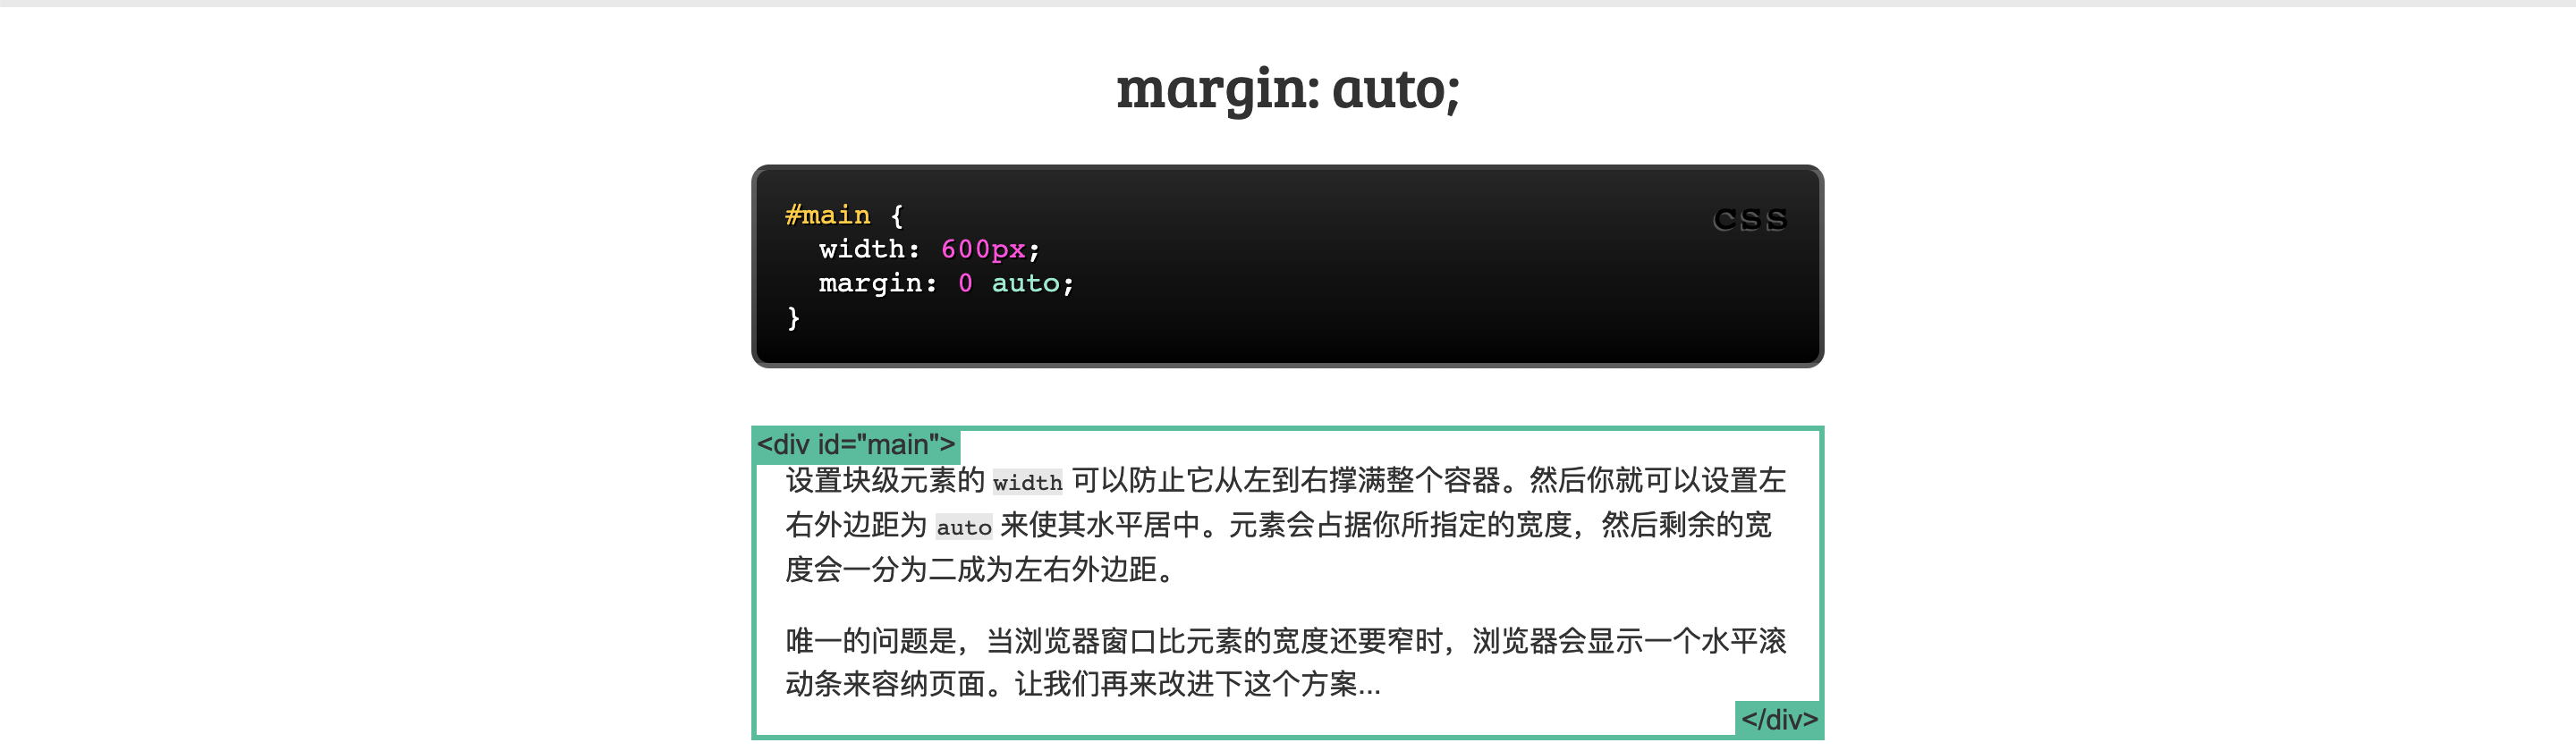 margin: auto;
#main {
css
  width: 600px;
  margin: 0 auto;
}
<div id="main">
设置块级元素的 width 可以防止它从左到右撑满整个容器。然后你就可以设置左
右外边距为 auto 来使其水平居中。元素会占据你所指定的宽度，然后剩余的宽
度会一分为二成为左右外边距。
唯一的问题是，当浏览器窗口比元素的宽度还要窄时，浏览器会显示一个水平滚
动条来容纳页面。让我们再来改进下这个方案...
</div>